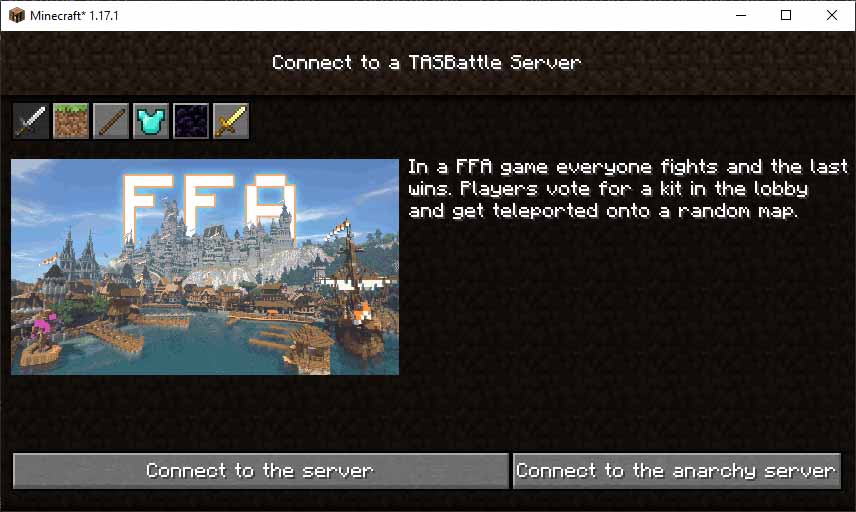 Minecraft* 1.17.1
Connect to a TASBattle Server
FFA
In a FFA game everyone fights and the last
wins. Players vote for a kit in the lobby
and get teleported onto a random map.
Connect to the server
Connect to the anarchy server